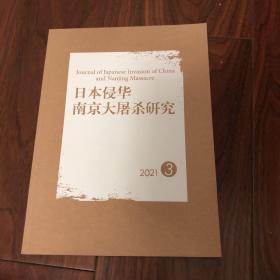 Journal of Japanese Invasion of China
and Nanjing Massacre
日本侵华
南京大屠杀研究
2021 3